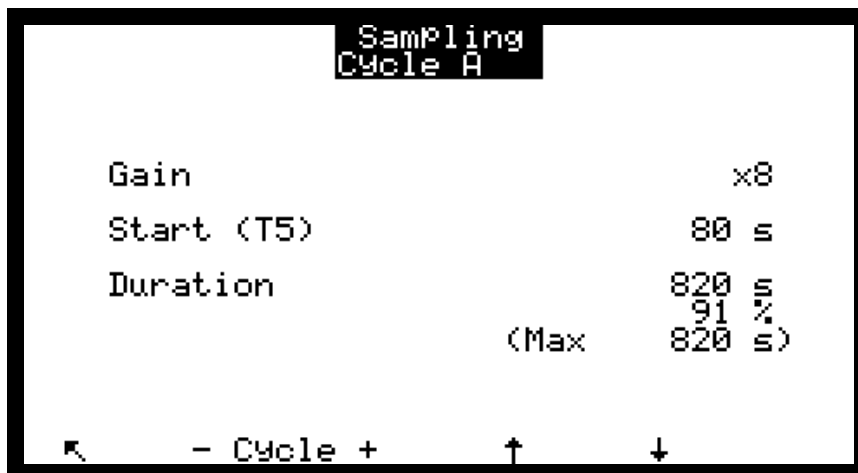 Sampling
Cycle A
Gain x8
Start (T5) 80 s
Duration 820 s
91 %
(Max 820 s)
↖ - Cycle + ↑ ↓